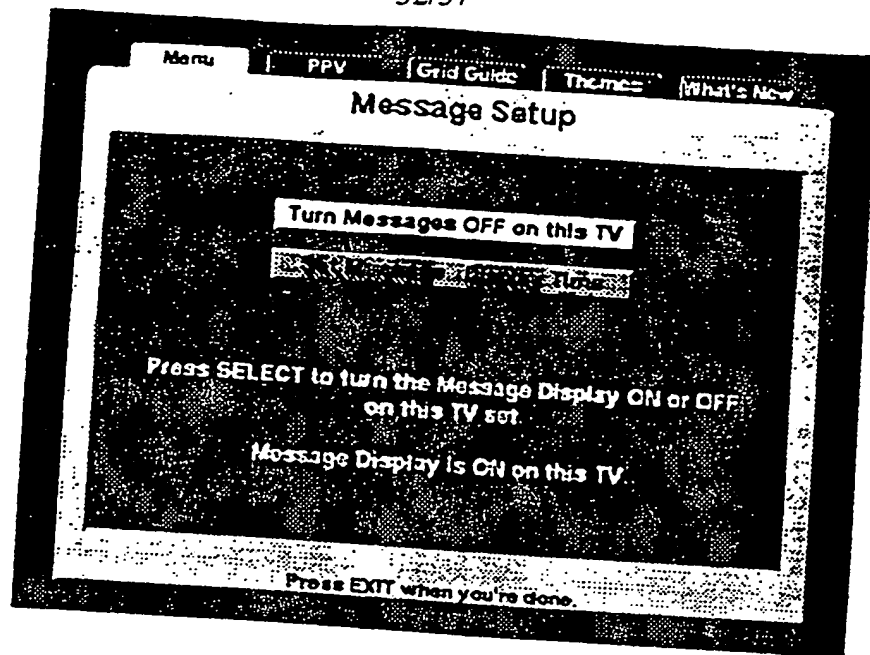 Menu PPV Grid Guide Themes What's New
Message Setup
Turn Messages OFF on this TV
Time
Press SELECT to turn the Message Display ON or OFF
on this TV set.
Message Display is ON on this TV.
Press EXIT when you're done.